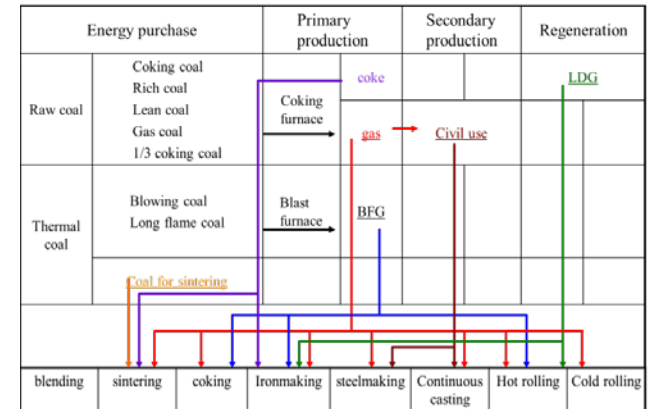 Energy purchase
Primary
production
Secondary
production
Regeneration
Raw coal
Coking coal
Rich coal
Lean coal
Gas coal
1/3 coking coal
Coking
furnace
coke
gas
Civil use
LDG
Thermal
coal
Blowing coal
Long flame coal
Blast
furnace
BFG
Coal for sintering
blending
sintering
coking
Ironmaking
steelmaking
Continuous
casting
Hot rolling
Cold rolling